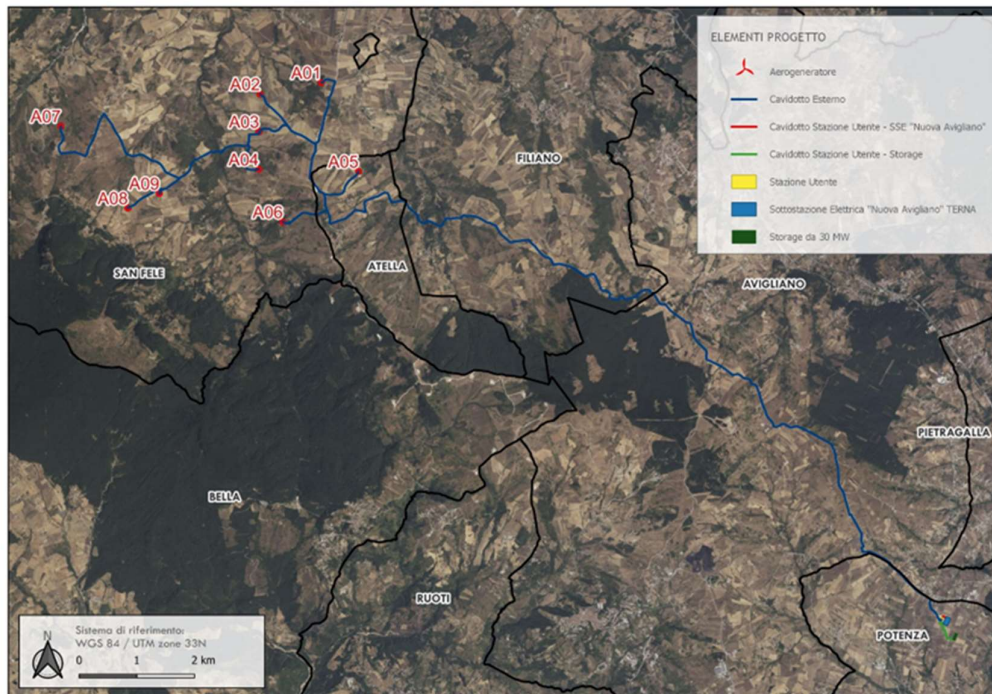 ELEMENTI PROGETTO
Aerogeneratore
Cavidotto Esterno
Cavidotto Stazione Utente - SSE "Nuova Avigliano"
Cavidotto Stazione Utente - Storage
Stazione Utente
Sottostazione Elettrica "Nuova Avigliano" TERNA
Storage da 30 MW
A01
A02
A07
A03
A04
A05
A09
A08
A06
FILIANO
SAN FELE
ATELLA
AVIGLIANO
PIETRAGALLA
BELLA
RUOTI
POTENZA
N
Sistema di riferimento:
WGS 84 / UTM zone 33N
0 1 2 km